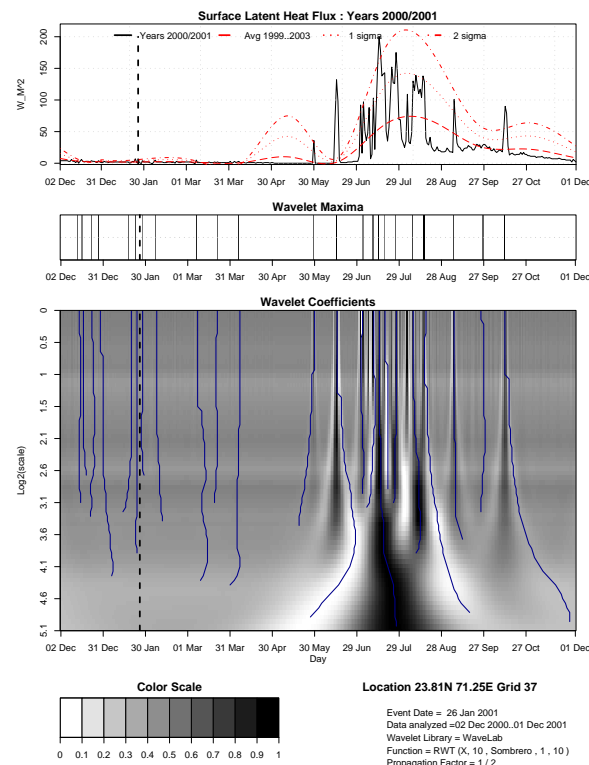 Surface Latent Heat Flux : Years 2000/2001
Years 2000/2001 Avg 1999..2003 1 sigma 2 sigma
W_M^2
200
150
100
50
0
02 Dec 31 Dec 30 Jan 01 Mar 31 Mar 30 Apr 30 May 29 Jun 29 Jul 28 Aug 27 Sep 27 Oct 01 Dec
Wavelet Maxima
02 Dec 31 Dec 30 Jan 01 Mar 31 Mar 30 Apr 30 May 29 Jun 29 Jul 28 Aug 27 Sep 27 Oct 01 Dec
Wavelet Coefficients
Log2(scale)
0
0.5
1
1.5
2.1
2.6
3.1
3.6
4.1
4.6
5.1
02 Dec 31 Dec 30 Jan 01 Mar 31 Mar 30 Apr 30 May 29 Jun 29 Jul 28 Aug 27 Sep 27 Oct 01 Dec
Day
Color Scale
0 0.1 0.2 0.3 0.4 0.5 0.6 0.7 0.8 0.9 1
Location 23.81N 71.25E Grid 37
Event Date = 26 Jan 2001
Data analyzed =02 Dec 2000..01 Dec 2001
Wavelet Library = WaveLab
Function = RWT (X, 10 , Sombrero , 1 , 10 )
Propagation Factor = 1 / 2